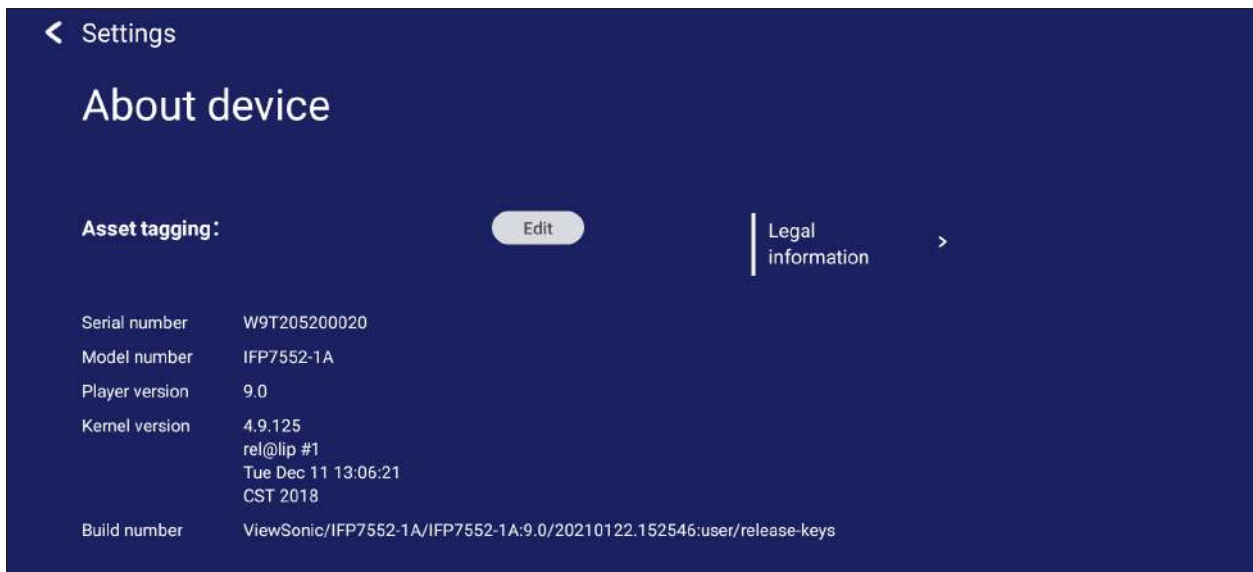 Settings
About device
Asset tagging:
Edit
Legal
information
Serial number W9T205200020
Model number IFP7552-1A
Player version 9.0
Kernel version 4.9.125
rel@lip #1
Tue Dec 11 13:06:21
CST 2018
Build number ViewSonic/IFP7552-1A/IFP7552-1A:9.0/20210122.152546:user/release-keys